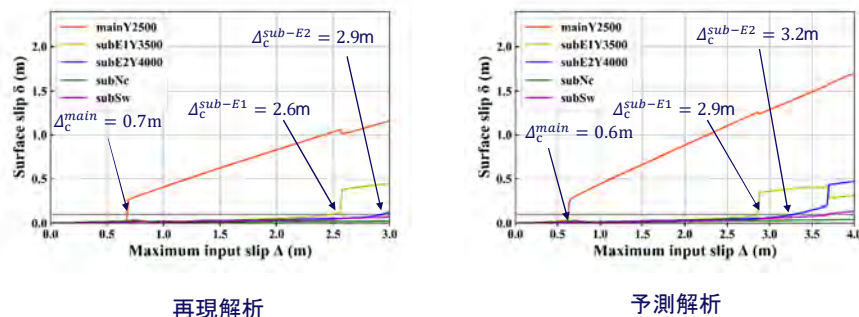 mainY2500
subE1Y3500
subE2Y4000
subNc
subSw
Δc^sub-E2 = 2.9m
Δc^sub-E1 = 2.6m
Δc^main = 0.7m
Surface slip δ (m)
2.0
1.5
1.0
0.5
0.0
0.0 0.5 1.0 1.5 2.0 2.5 3.0
Maximum input slip Δ (m)
再現解析
mainY2500
subE1Y3500
subE2Y4000
subNc
subSw
Δc^sub-E2 = 3.2m
Δc^sub-E1 = 2.9m
Δc^main = 0.6m
Surface slip δ (m)
2.0
1.5
1.0
0.5
0.0
0.0 0.5 1.0 1.5 2.0 2.5 3.0 3.5 4.0
Maximum input slip Δ (m)
予測解析